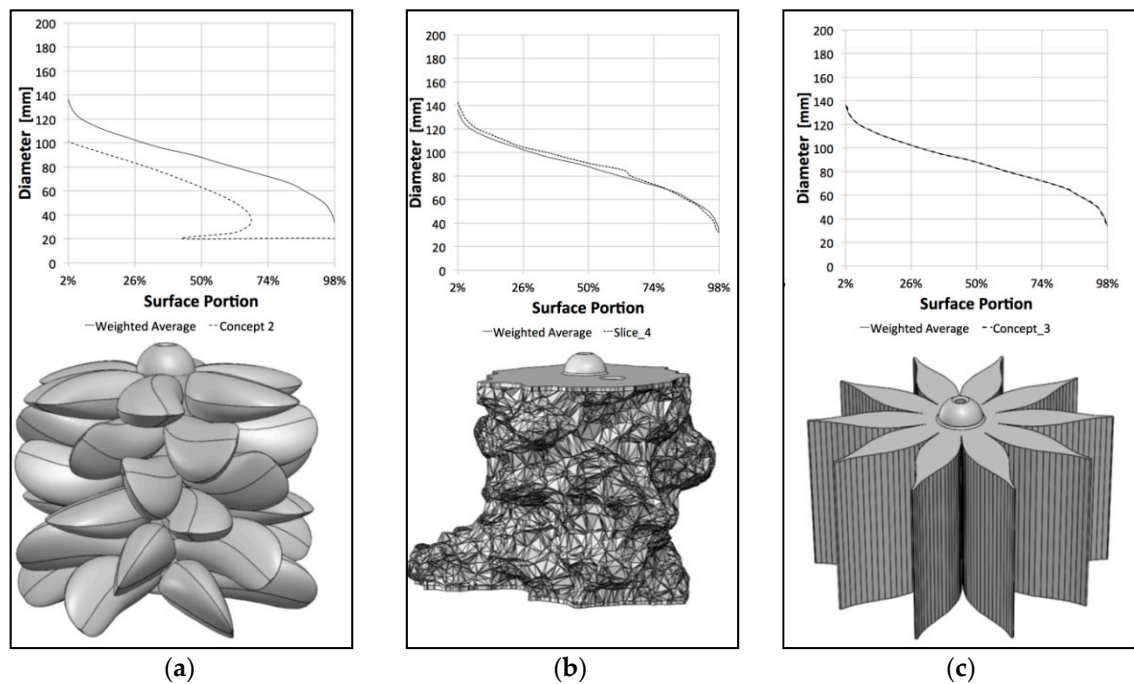 200
180
160
140
120
100
80
60
40
20
0
Diameter [mm]
2% 26% 50% 74% 98%
Surface Portion
Weighted Average Concept 2
(a)
200
180
160
140
120
100
80
60
40
20
0
Diameter [mm]
2% 26% 50% 74% 98%
Surface Portion
Weighted Average Slice_4
(b)
200
180
160
140
120
100
80
60
40
20
0
Diameter [mm]
2% 26% 50% 74% 98%
Surface Portion
Weighted Average Concept_3
(c)